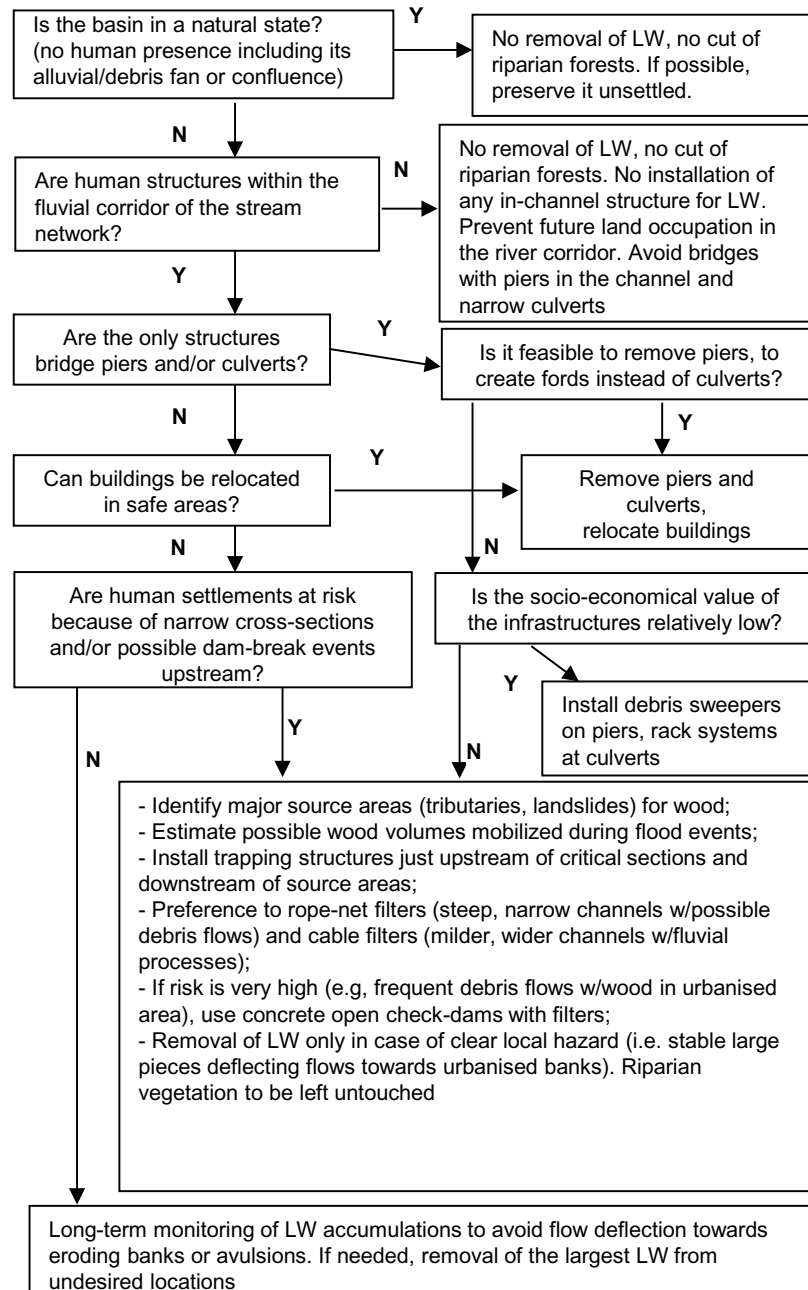 Is the basin in a natural state?
(no human presence including its
alluvial/debris fan or confluence)
Y
No removal of LW, no cut of
riparian forests. If possible,
preserve it unsettled.
N
Are human structures within the
fluvial corridor of the stream
network?
N
No removal of LW, no cut of
riparian forests. No installation of
any in-channel structure for LW.
Prevent future land occupation in
the river corridor. Avoid bridges
with piers in the channel and
narrow culverts
Y
Are the only structures
bridge piers and/or culverts?
Y
Is it feasible to remove piers, to
create fords instead of culverts?
N
Y
Can buildings be relocated
in safe areas?
Y
Remove piers and
culverts,
relocate buildings
N
N
Are human settlements at risk
because of narrow cross-sections
and/or possible dam-break events
upstream?
Is the socio-economical value of
the infrastructures relatively low?
Y
Install debris sweepers
on piers, rack systems
at culverts
N
Y
N
- Identify major source areas (tributaries, landslides) for wood;
- Estimate possible wood volumes mobilized during flood events;
- Install trapping structures just upstream of critical sections and
downstream of source areas;
- Preference to rope-net filters (steep, narrow channels w/possible
debris flows) and cable filters (milder, wider channels w/fluvial
processes);
- If risk is very high (e.g, frequent debris flows w/wood in urbanised
area), use concrete open check-dams with filters;
- Removal of LW only in case of clear local hazard (i.e. stable large
pieces deflecting flows towards urbanised banks). Riparian
vegetation to be left untouched
Long-term monitoring of LW accumulations to avoid flow deflection towards
eroding banks or avulsions. If needed, removal of the largest LW from
undesired locations